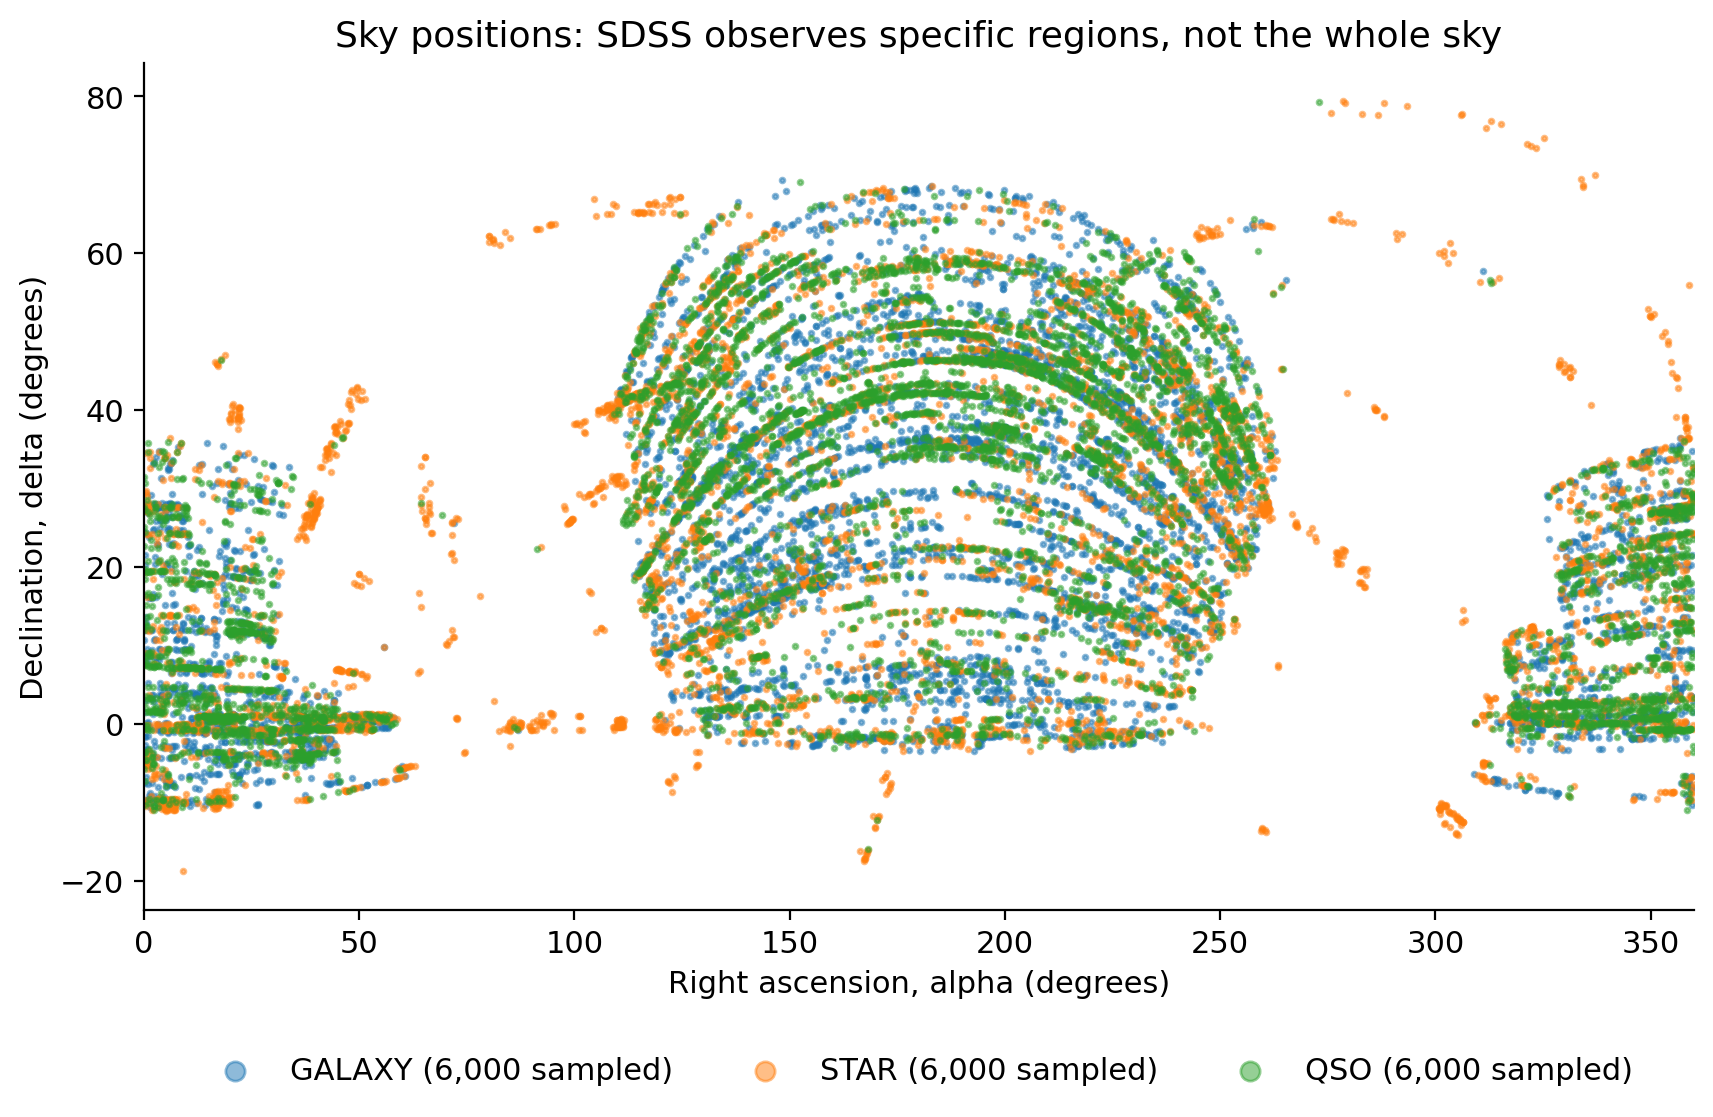 Sky positions: SDSS observes specific regions, not the whole sky
80
60
40
20
0
−20
Declination, delta (degrees)
0 50 100 150 200 250 300 350
Right ascension, alpha (degrees)
GALAXY (6,000 sampled) STAR (6,000 sampled) QSO (6,000 sampled)